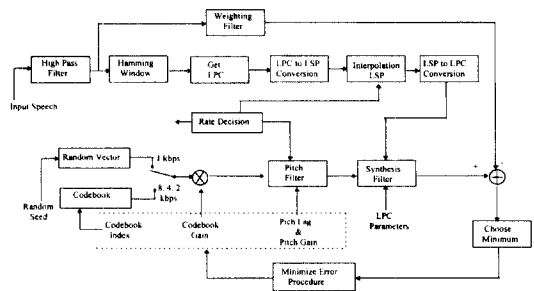 Weighting
Filter
High Pass
Filter
Hamming
Window
Get
LPC
LPC to LSP
Conversion
Interpolation
LSP
LSP to LPC
Conversion
Input Speech
Rate Decision
Random Vector
1 kbps
Pitch
Filter
Synthesis
Filter
+
-
Codebook
8, 4, 2
kbps
Random
Seed
Codebook
Index
Codebook
Gain
Pich Lag
&
Pitch Gain
LPC
Parameters
Choose
Minimum
Minimize Error
Procedure